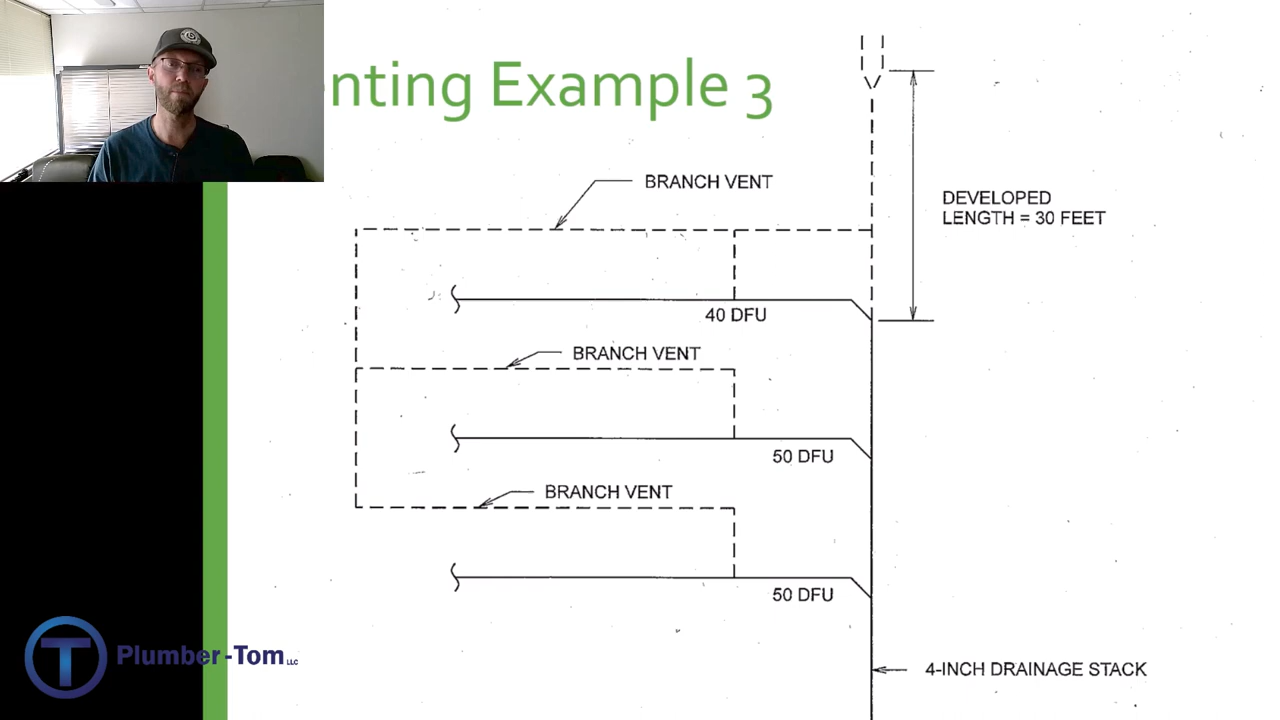 enting Example 3
BRANCH VENT
DEVELOPED
LENGTH = 30 FEET
40 DFU
BRANCH VENT
50 DFU
BRANCH VENT
50 DFU
T Plumber-Tom LLC
4-INCH DRAINAGE STACK